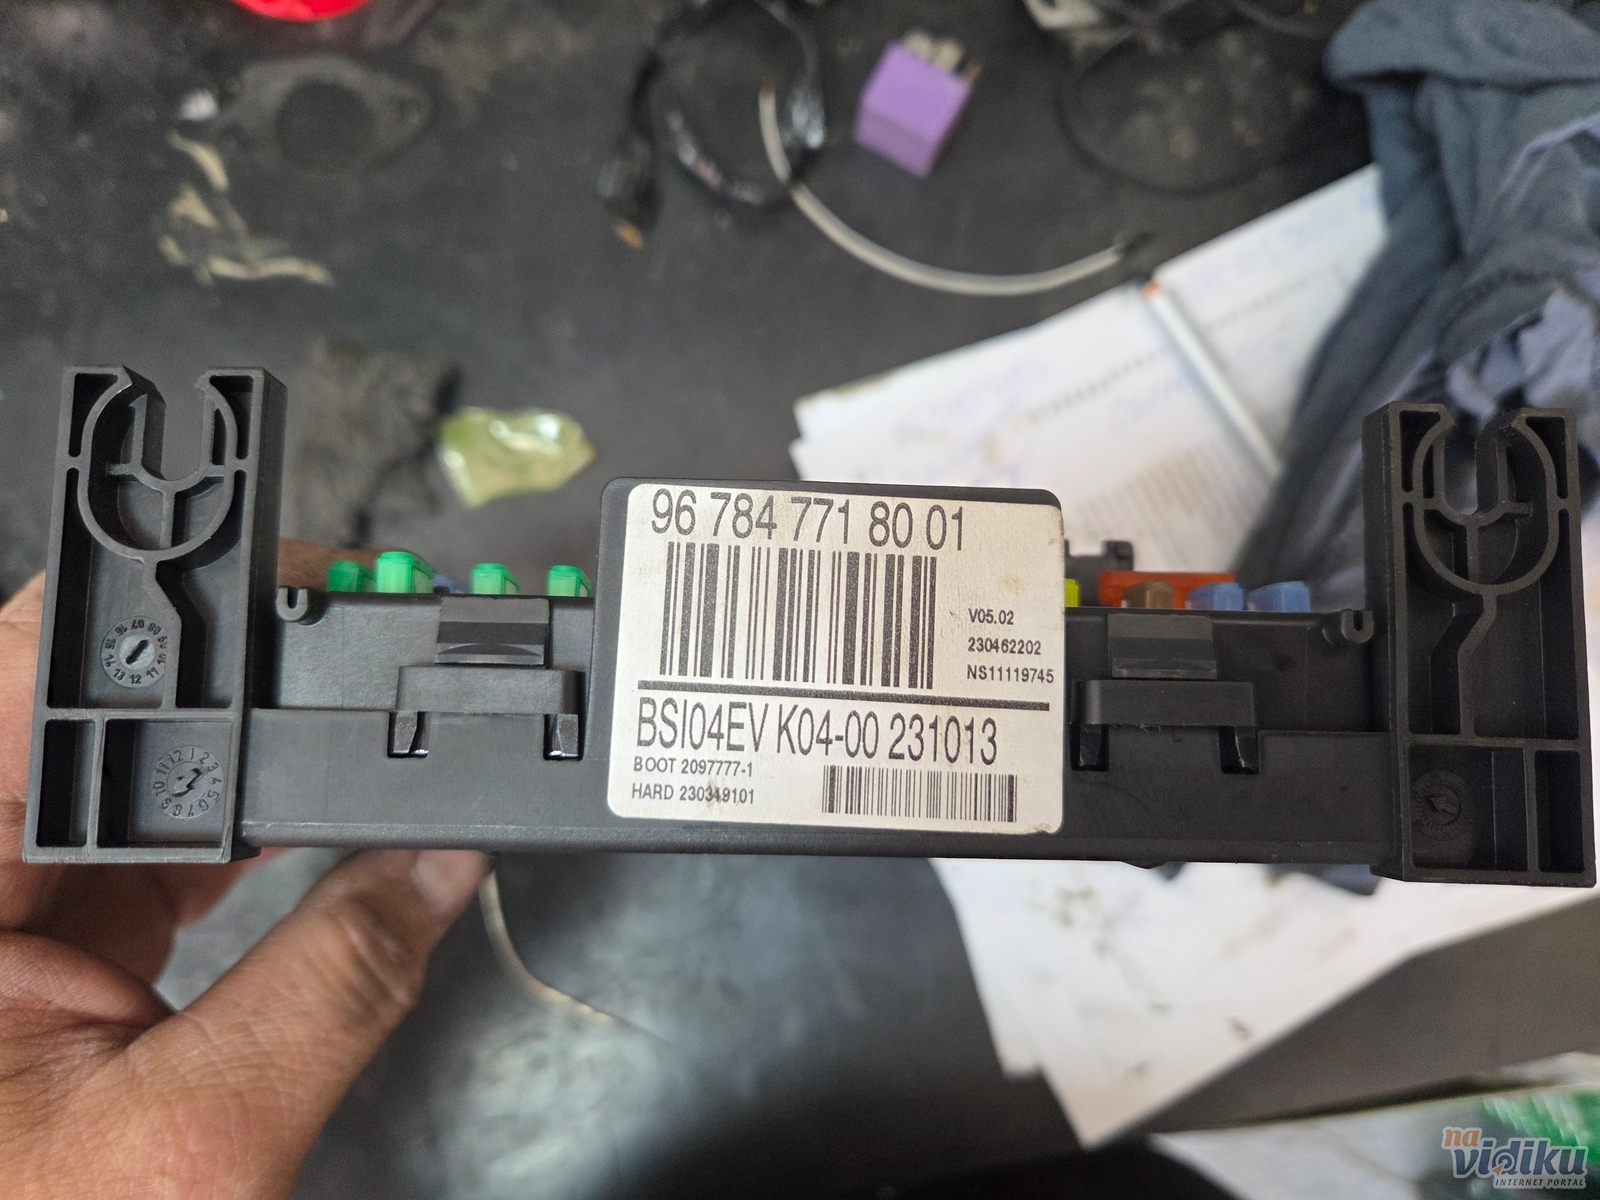 96 784 771 80 01
V05.02
230462202
NS11119745
BSI04EV K04-00 231013
BOOT 2097777-1
HARD 230349101
na
vidiku
INTERNET PORTAL